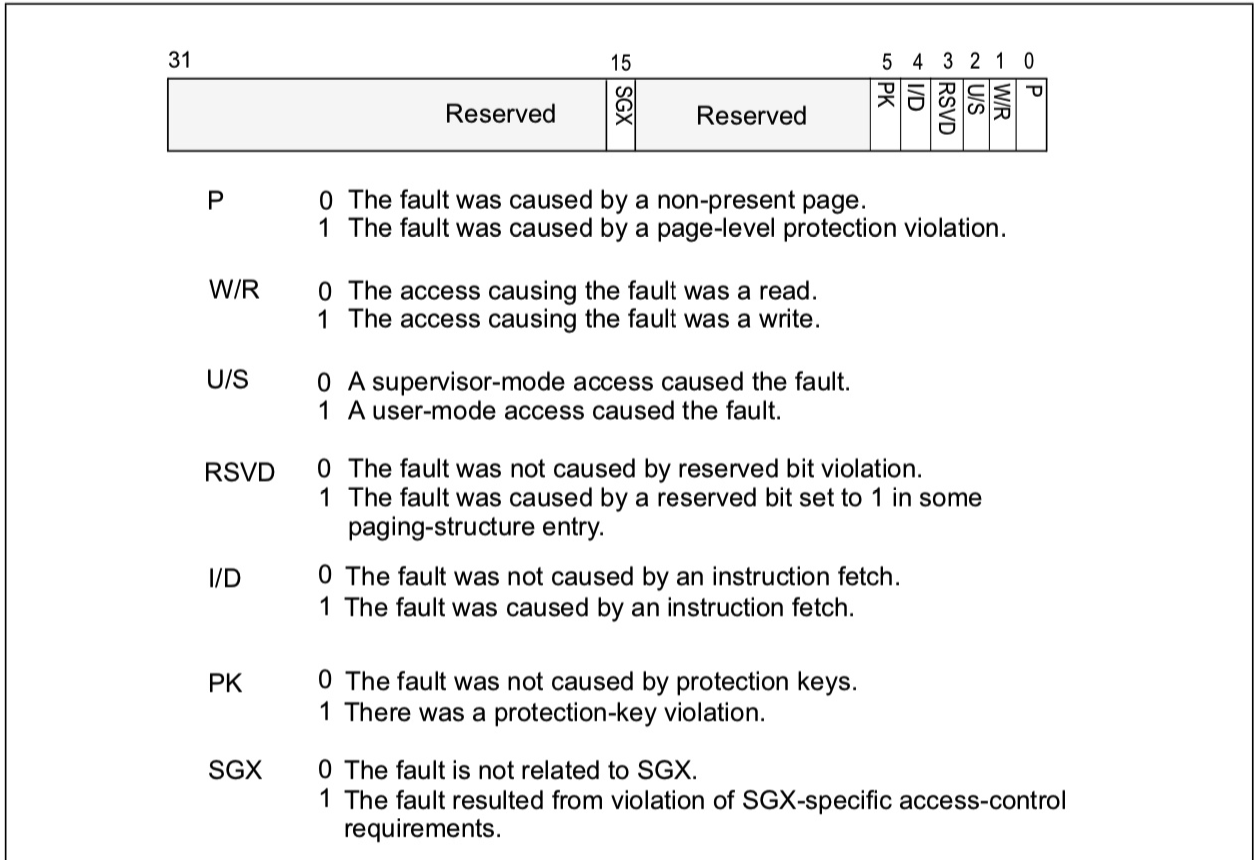 31 15 5 4 3 2 1 0
Reserved SGX Reserved PK I/D RSVD U/S W/R P
P 0 The fault was caused by a non-present page.
1 The fault was caused by a page-level protection violation.
W/R 0 The access causing the fault was a read.
1 The access causing the fault was a write.
U/S 0 A supervisor-mode access caused the fault.
1 A user-mode access caused the fault.
RSVD 0 The fault was not caused by reserved bit violation.
1 The fault was caused by a reserved bit set to 1 in some
paging-structure entry.
I/D 0 The fault was not caused by an instruction fetch.
1 The fault was caused by an instruction fetch.
PK 0 The fault was not caused by protection keys.
1 There was a protection-key violation.
SGX 0 The fault is not related to SGX.
1 The fault resulted from violation of SGX-specific access-control
requirements.